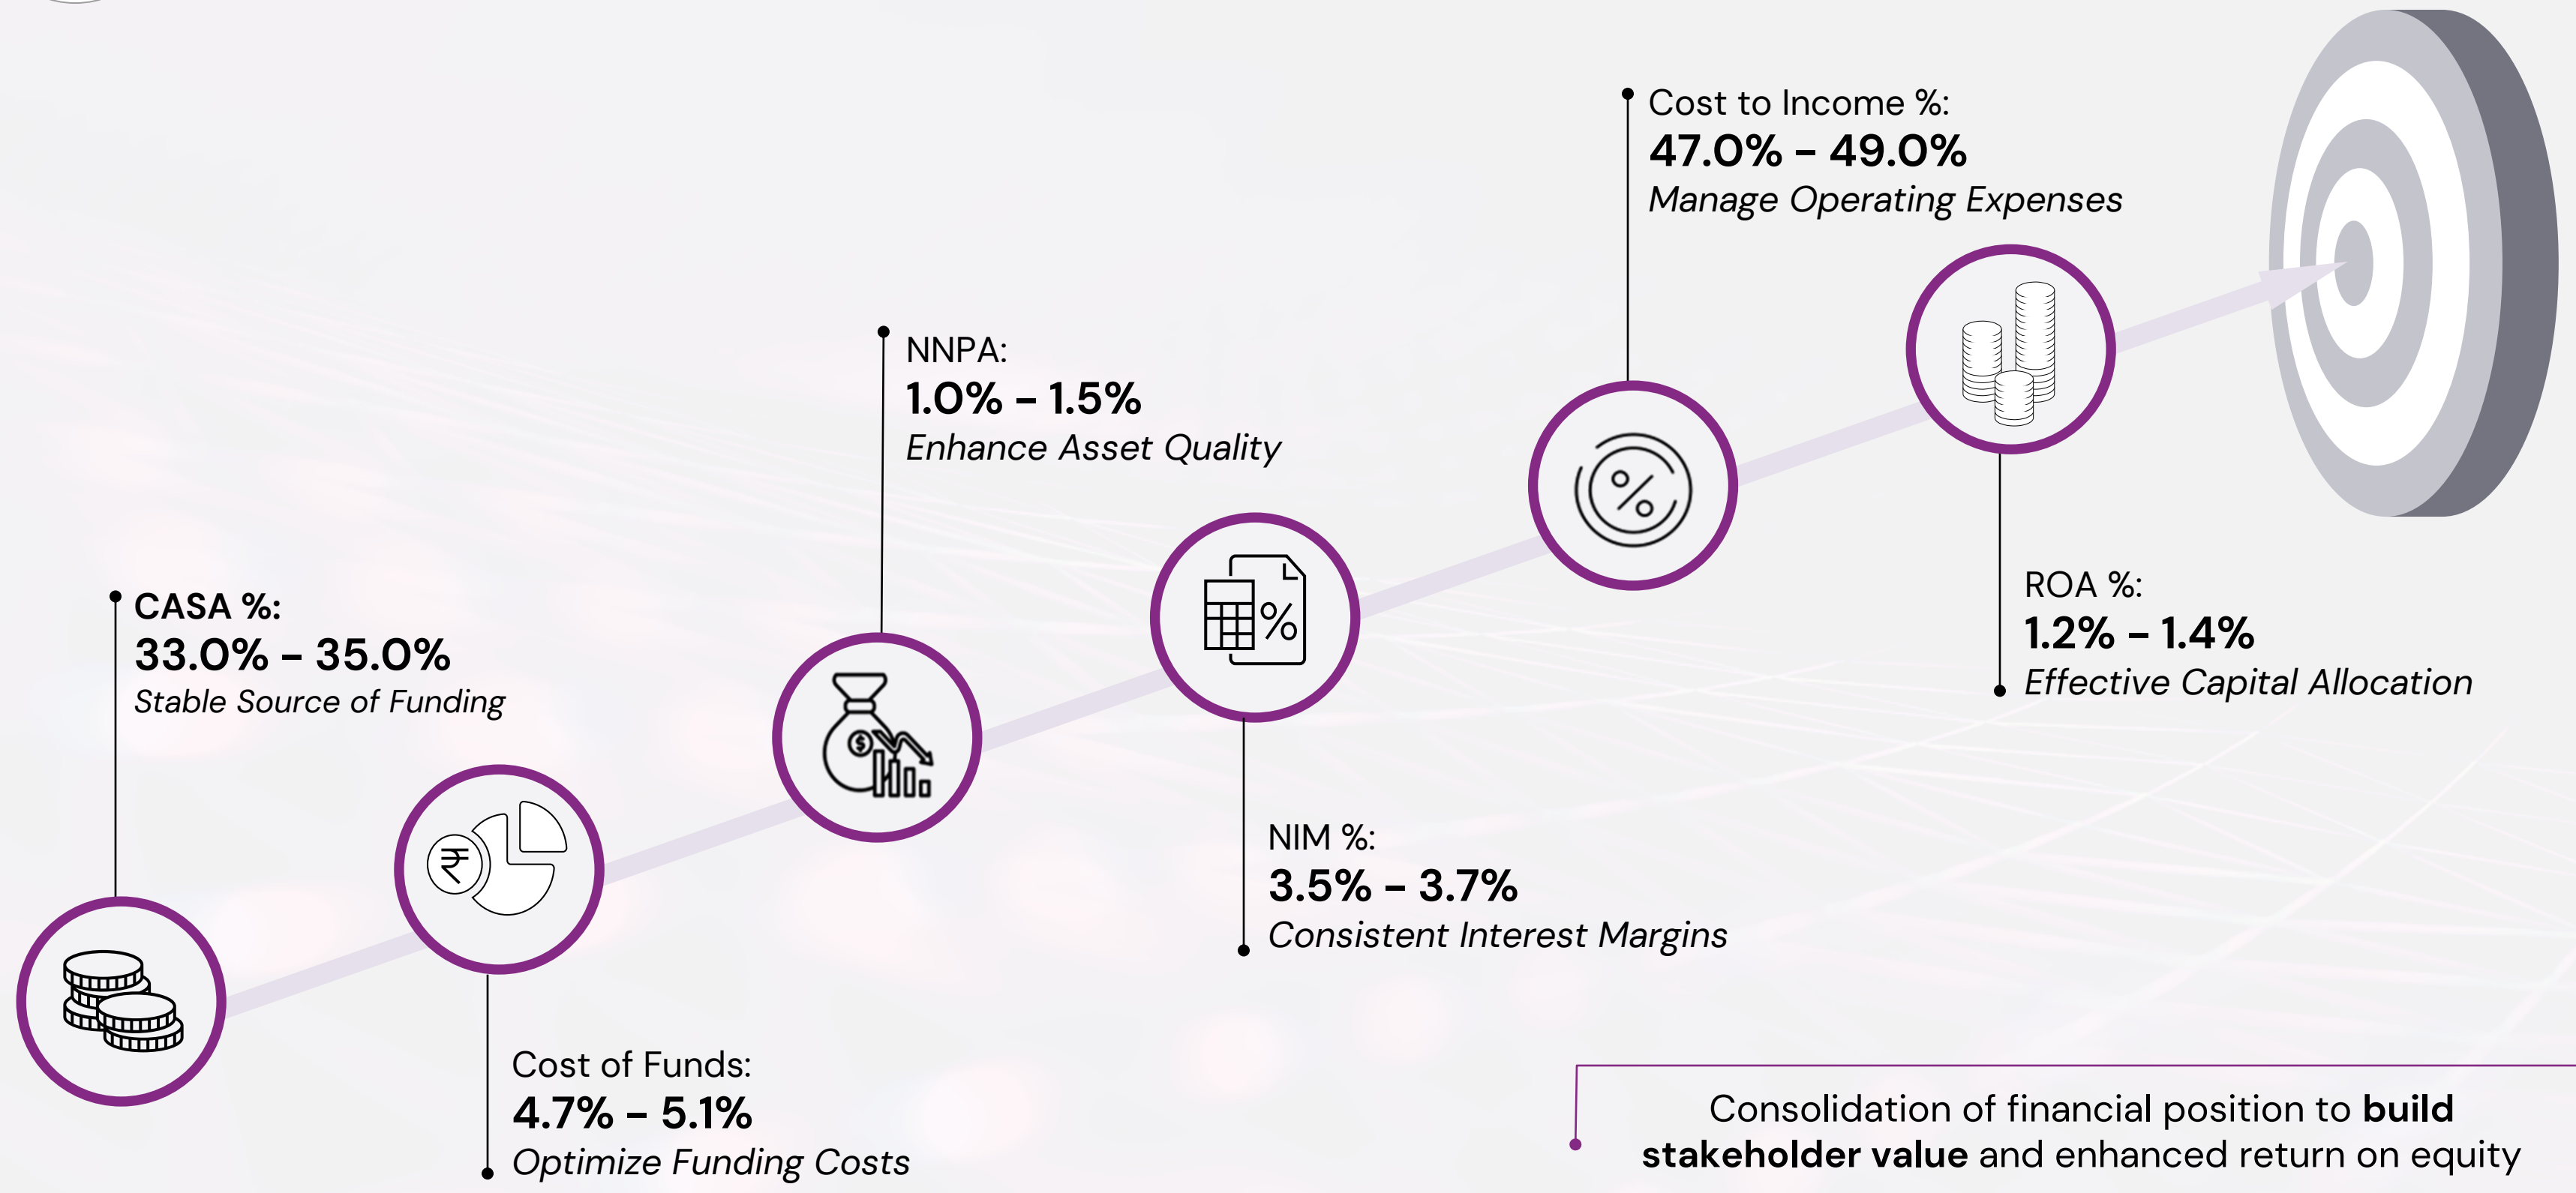 CASA %:
33.0% – 35.0%
Stable Source of Funding
Cost of Funds:
4.7% – 5.1%
Optimize Funding Costs
NNPA:
1.0% – 1.5%
Enhance Asset Quality
NIM %:
3.5% – 3.7%
Consistent Interest Margins
Cost to Income %:
47.0% – 49.0%
Manage Operating Expenses
ROA %:
1.2% – 1.4%
Effective Capital Allocation
Consolidation of financial position to build
stakeholder value and enhanced return on equity
₹
$
%
%